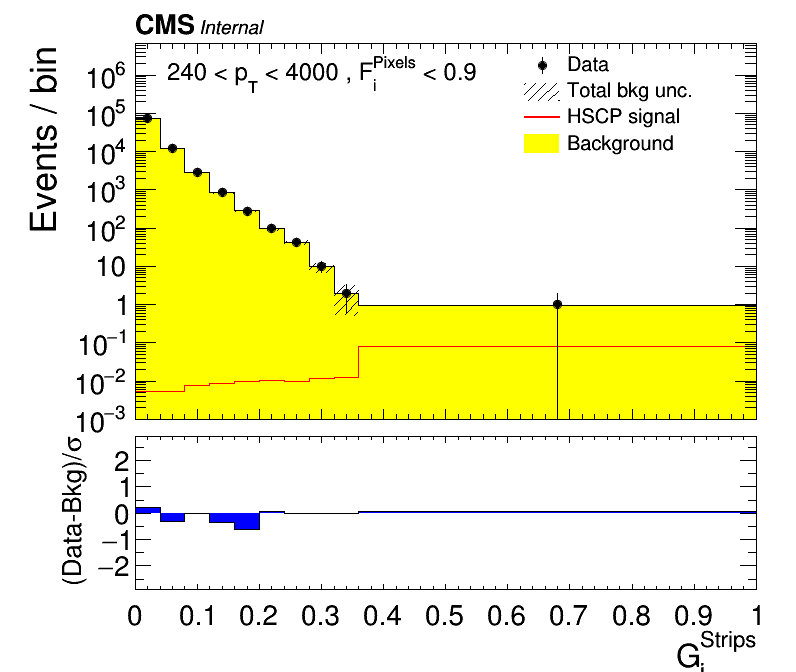 CMS Internal
240 < p_T < 4000 , F_i^Pixels < 0.9
Data
Total bkg unc.
HSCP signal
Background
Events / bin
10^6
10^5
10^4
10^3
10^2
10
1
10^−1
10^−2
10^−3
(Data-Bkg)/σ
2
1
0
−1
−2
0 0.1 0.2 0.3 0.4 0.5 0.6 0.7 0.8 0.9 1
G_i^Strips